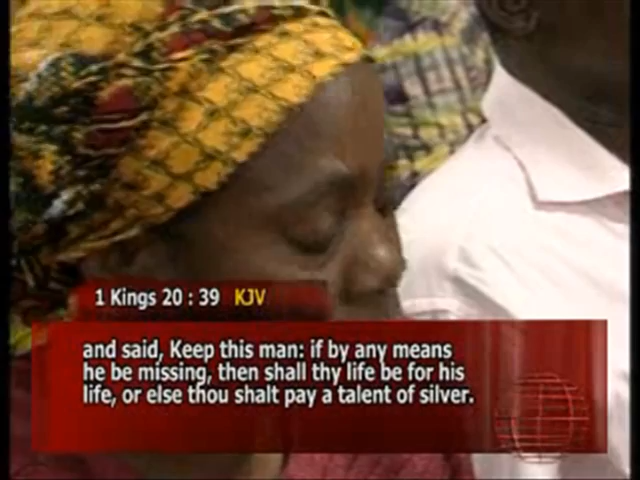 1 Kings 20 : 39 KJV
and said, Keep this man: if by any means
he be missing, then shall thy life be for his
life, or else thou shalt pay a talent of silver.